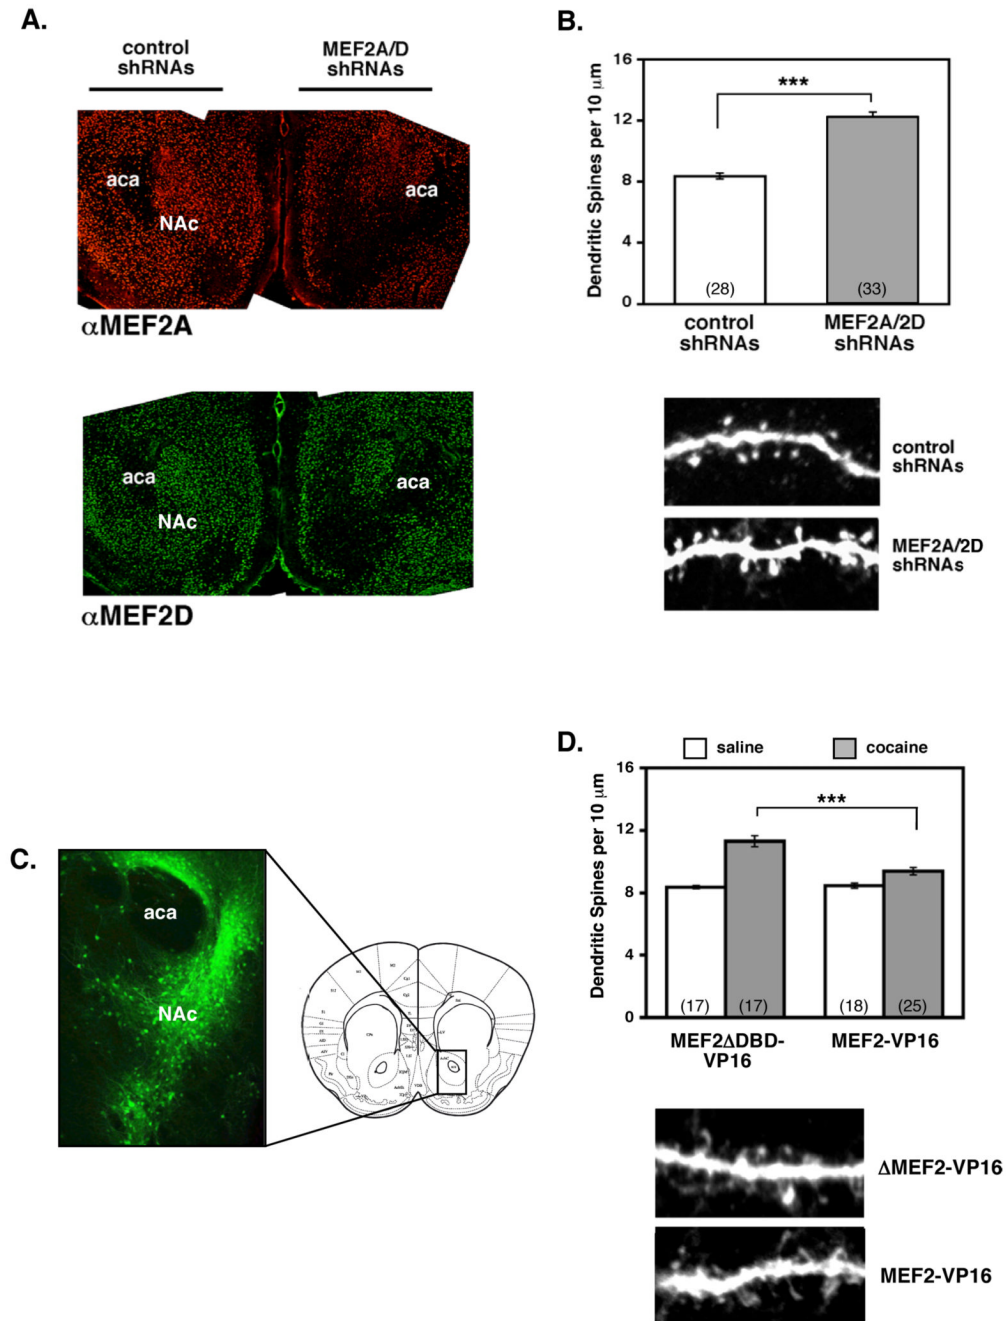 A.
control
shRNAs
MEF2A/D
shRNAs
aca
NAc
aca
αMEF2A
aca
NAc
aca
αMEF2D
B.
Dendritic Spines per 10 μm
16
12
8
4
0
***
(28)
(33)
control
shRNAs
MEF2A/2D
shRNAs
control
shRNAs
MEF2A/2D
shRNAs
C.
aca
NAc
D.
saline
cocaine
Dendritic Spines per 10 μm
16
12
8
4
0
***
(17)
(17)
(18)
(25)
MEF2ΔDBD-
VP16
MEF2-VP16
ΔMEF2-VP16
MEF2-VP16